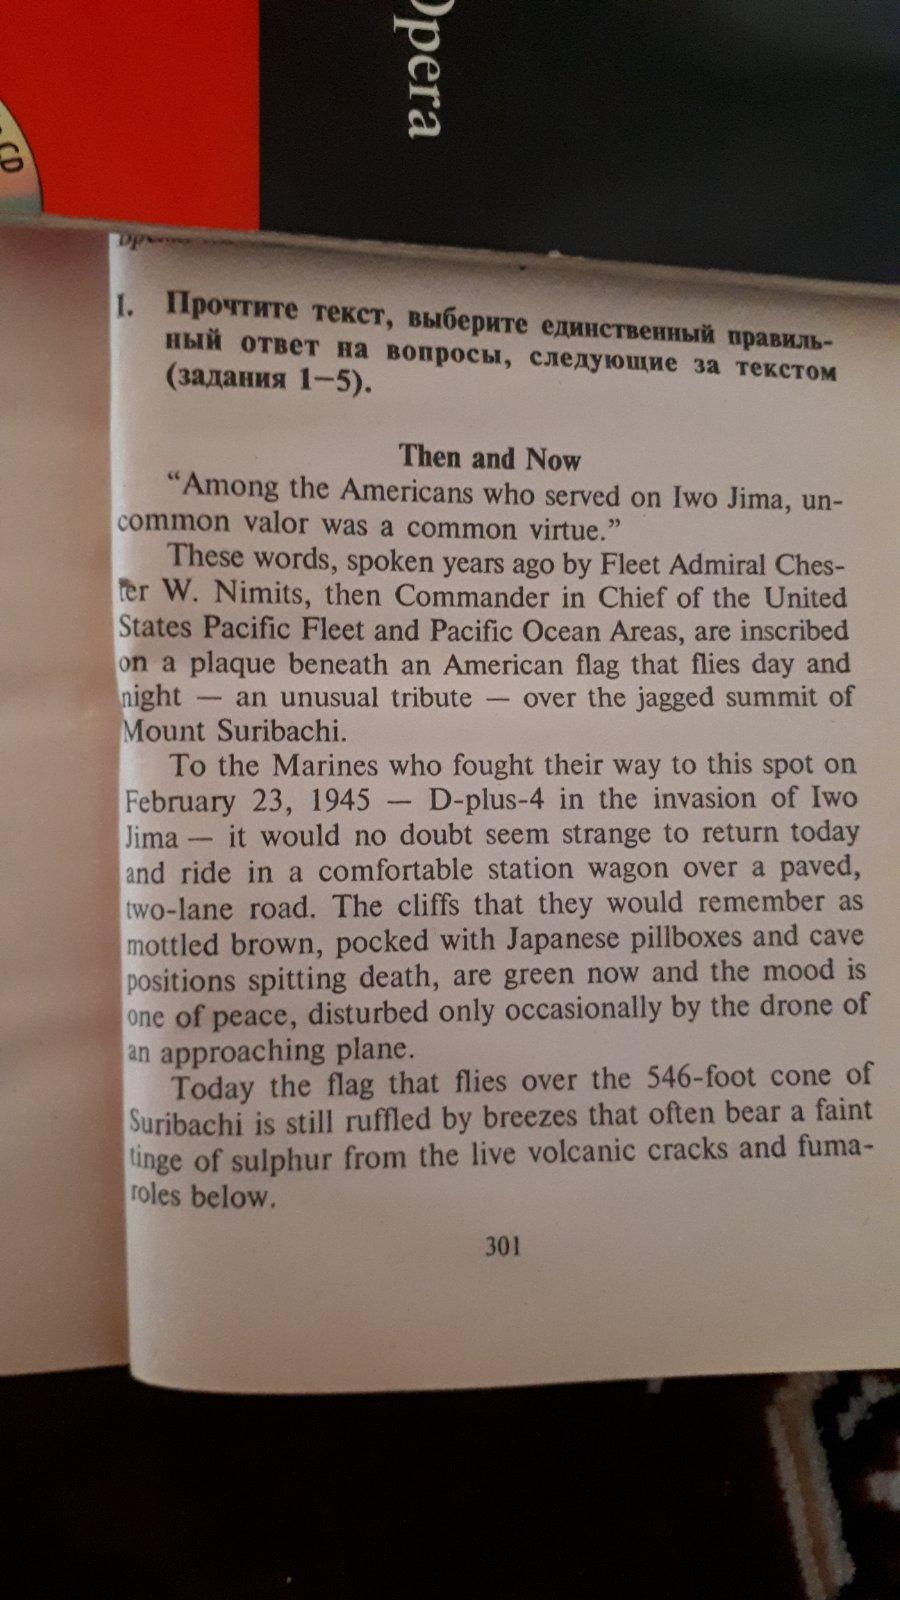 Opera
CD
I. Прочтите текст, выберите единственный правиль-
ный ответ на вопросы, следующие за текстом
(задания 1—5).
Then and Now
“Among the Americans who served on Iwo Jima, un-
common valor was a common virtue.”
These words, spoken years ago by Fleet Admiral Ches-
ter W. Nimits, then Commander in Chief of the United
States Pacific Fleet and Pacific Ocean Areas, are inscribed
on a plaque beneath an American flag that flies day and
night — an unusual tribute — over the jagged summit of
Mount Suribachi.
To the Marines who fought their way to this spot on
February 23, 1945 — D-plus-4 in the invasion of Iwo
Jima — it would no doubt seem strange to return today
and ride in a comfortable station wagon over a paved,
two-lane road. The cliffs that they would remember as
mottled brown, pocked with Japanese pillboxes and cave
positions spitting death, are green now and the mood is
one of peace, disturbed only occasionally by the drone of
an approaching plane.
Today the flag that flies over the 546-foot cone of
Suribachi is still ruffled by breezes that often bear a faint
tinge of sulphur from the live volcanic cracks and fuma-
roles below.
301